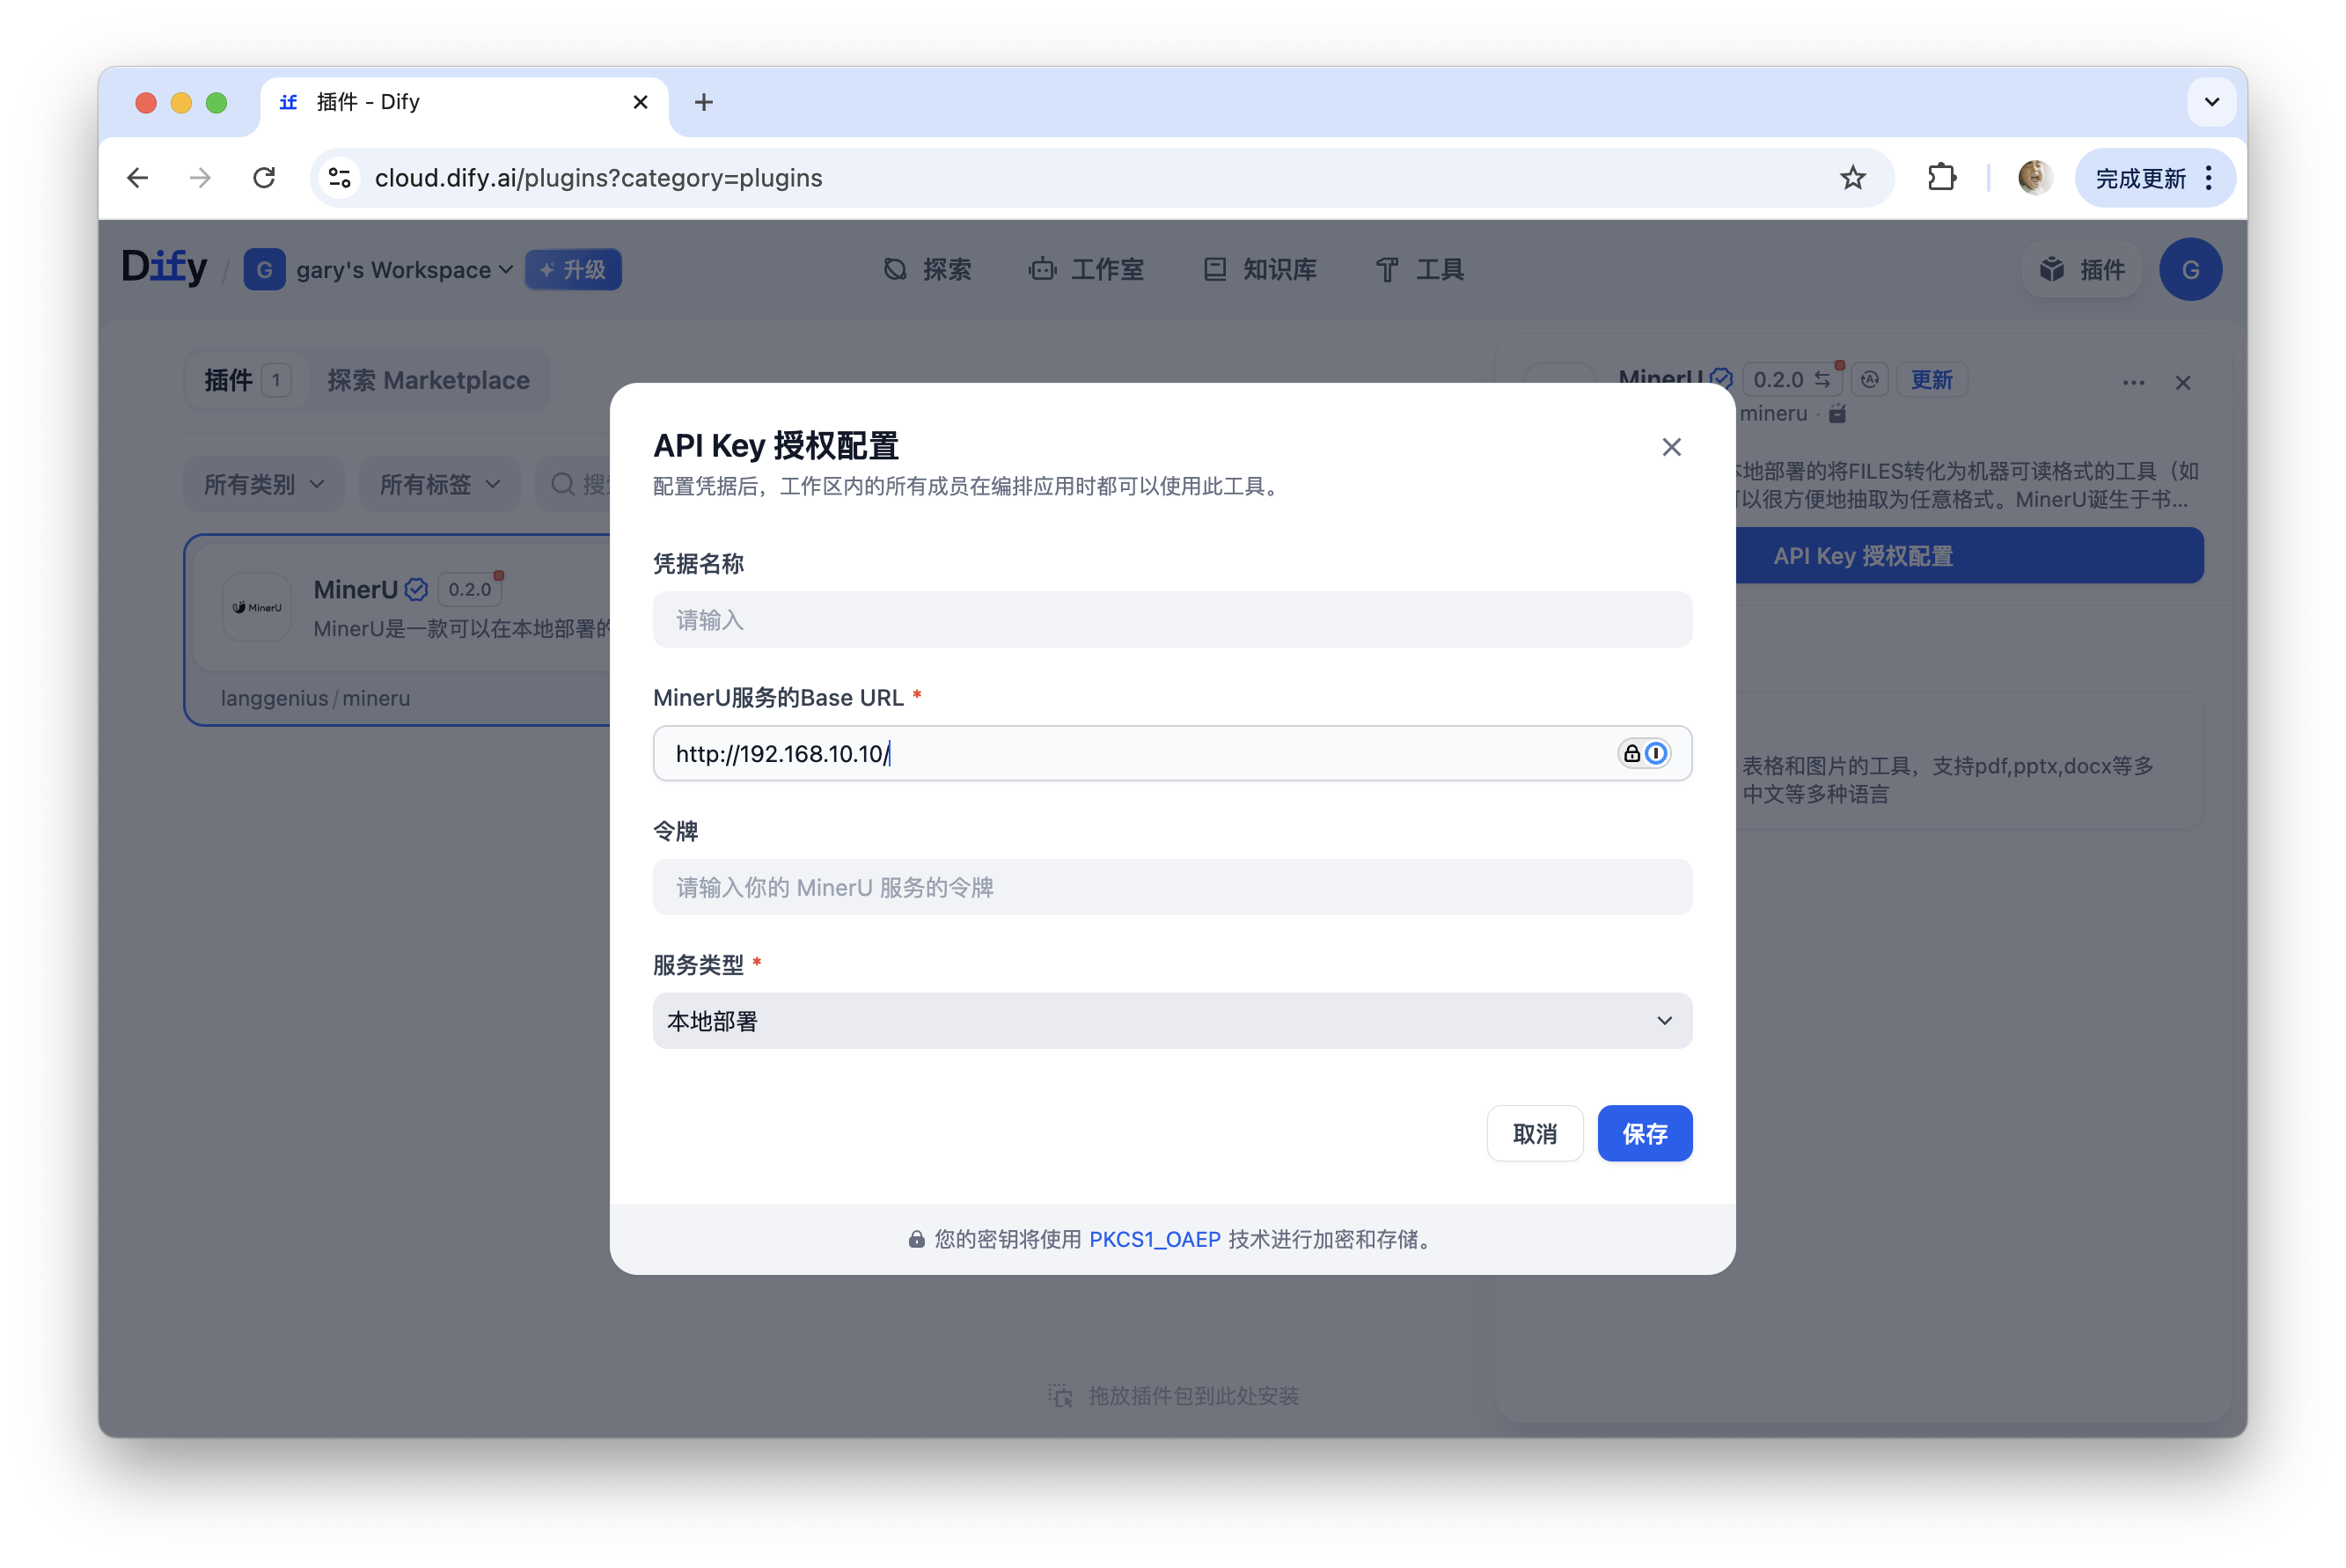 插件 - Dify
cloud.dify.ai/plugins?category=plugins
完成更新
Dify / G gary's Workspace 升级
探索 工作室 知识库 工具
插件 G
插件 1 探索 Marketplace
所有类别 所有标签
MinerU 0.2.0
MinerU是一款可以在本地部署的
langgenius / mineru
MinerU
MinerU 0.2.0 更新
mineru ·
本地部署的将FILES转化为机器可读格式的工具（如
可以很方便地抽取为任意格式。MinerU诞生于书...
API Key 授权配置
表格和图片的工具，支持pdf,pptx,docx等多
中文等多种语言
API Key 授权配置
配置凭据后，工作区内的所有成员在编排应用时都可以使用此工具。
凭据名称
请输入
MinerU服务的Base URL *
http://192.168.10.10/
令牌
请输入你的 MinerU 服务的令牌
服务类型 *
本地部署
取消 保存
您的密钥将使用 PKCS1_OAEP 技术进行加密和存储。
拖放插件包到此处安装